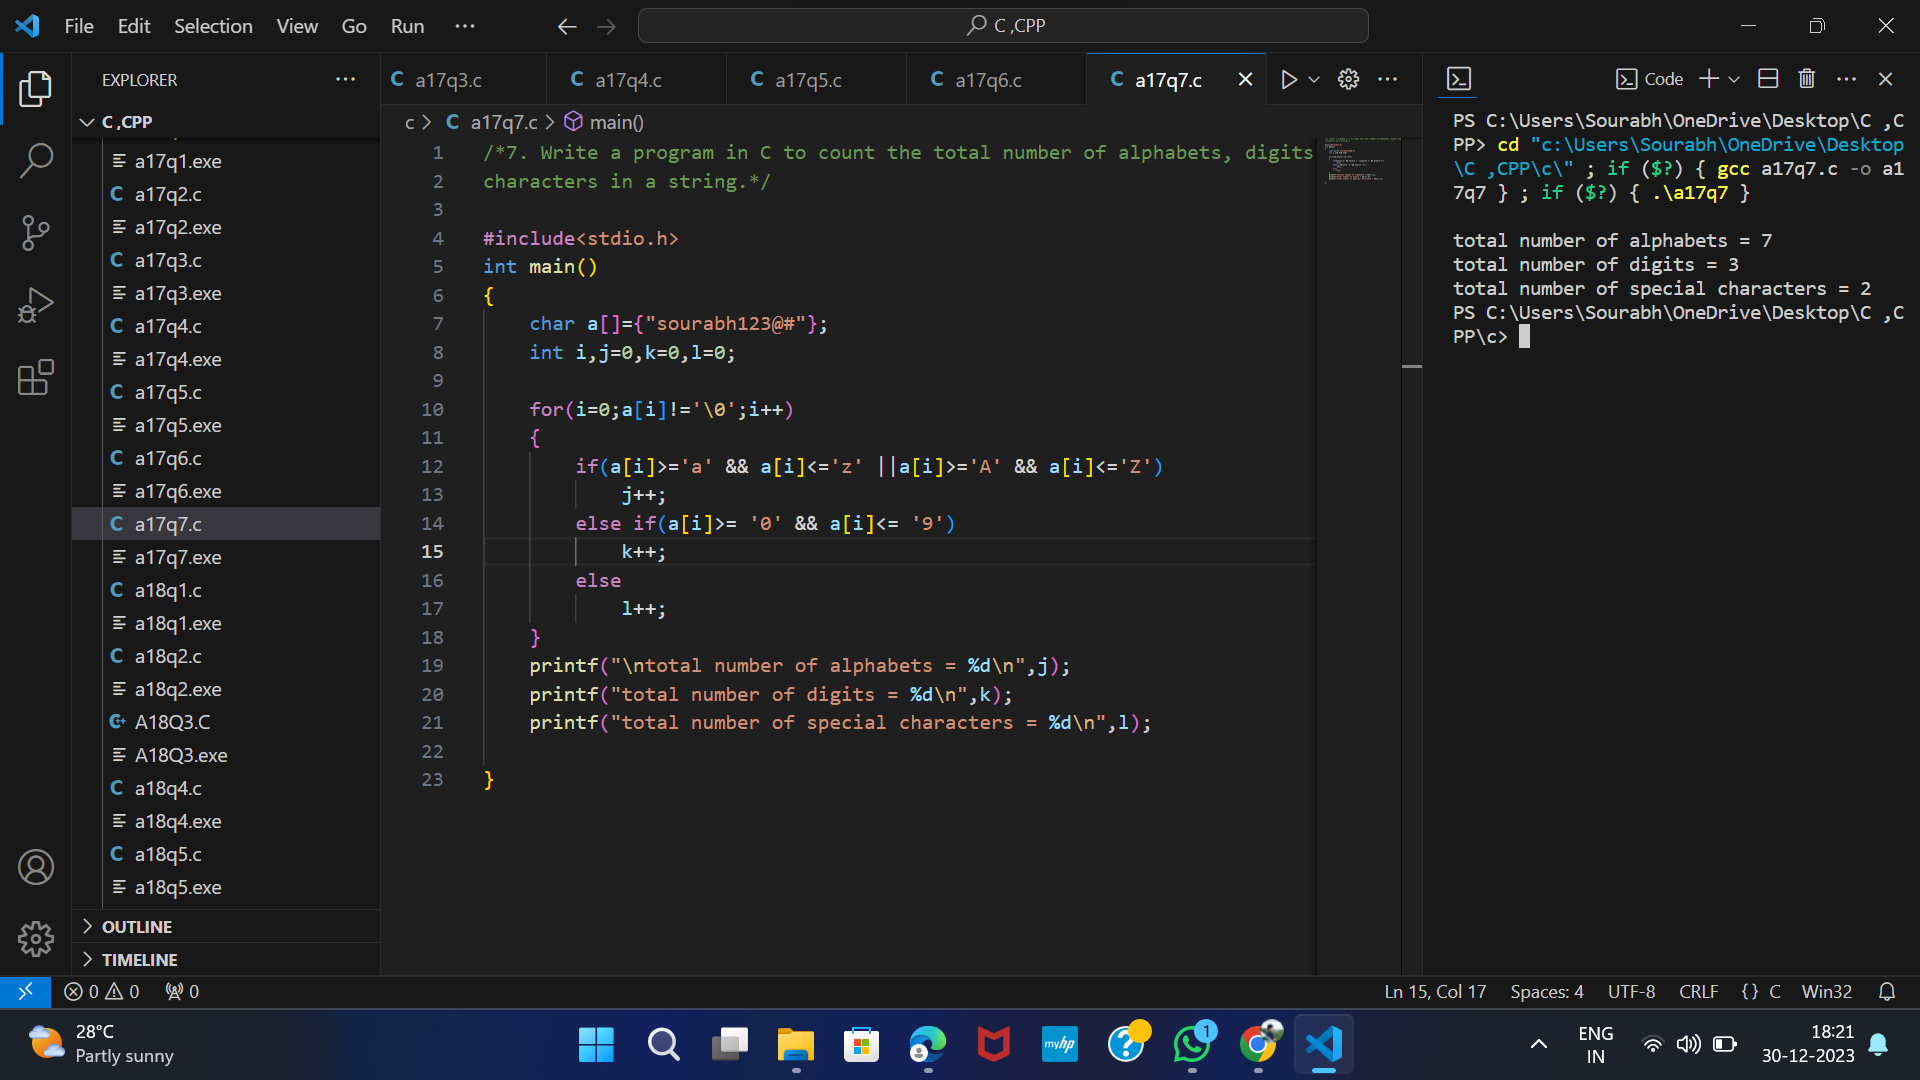 File Edit Selection View Go Run ···
C ,CPP
EXPLORER ···
C ,CPP
a17q1.exe
a17q2.c
a17q2.exe
a17q3.c
a17q3.exe
a17q4.c
a17q4.exe
a17q5.c
a17q5.exe
a17q6.c
a17q6.exe
a17q7.c
a17q7.exe
a18q1.c
a18q1.exe
a18q2.c
a18q2.exe
A18Q3.C
A18Q3.exe
a18q4.c
a18q4.exe
a18q5.c
a18q5.exe
OUTLINE
TIMELINE
C a17q3.c C a17q4.c C a17q5.c C a17q6.c C a17q7.c
c > C a17q7.c > main()
1 /*7. Write a program in C to count the total number of alphabets, digits
2 characters in a string.*/
3
4 #include<stdio.h>
5 int main()
6 {
7 char a[]={"sourabh123@#"};
8 int i,j=0,k=0,l=0;
9
10 for(i=0;a[i]!='\0';i++)
11 {
12 if(a[i]>='a' && a[i]<='z' ||a[i]>='A' && a[i]<='Z')
13 j++;
14 else if(a[i]>= '0' && a[i]<= '9')
15 k++;
16 else
17 l++;
18 }
19 printf("\ntotal number of alphabets = %d\n",j);
20 printf("total number of digits = %d\n",k);
21 printf("total number of special characters = %d\n",l);
22
23 }
Code
PS C:\Users\Sourabh\OneDrive\Desktop\C ,C
PP> cd "c:\Users\Sourabh\OneDrive\Desktop
\C ,CPP\c\" ; if ($?) { gcc a17q7.c -o a1
7q7 } ; if ($?) { .\a17q7 }
total number of alphabets = 7
total number of digits = 3
total number of special characters = 2
PS C:\Users\Sourabh\OneDrive\Desktop\C ,C
PP\c>
0 0 0
Ln 15, Col 17 Spaces: 4 UTF-8 CRLF {} C Win32
28°C
Partly sunny
myhp
1
ENG
IN
18:21
30-12-2023